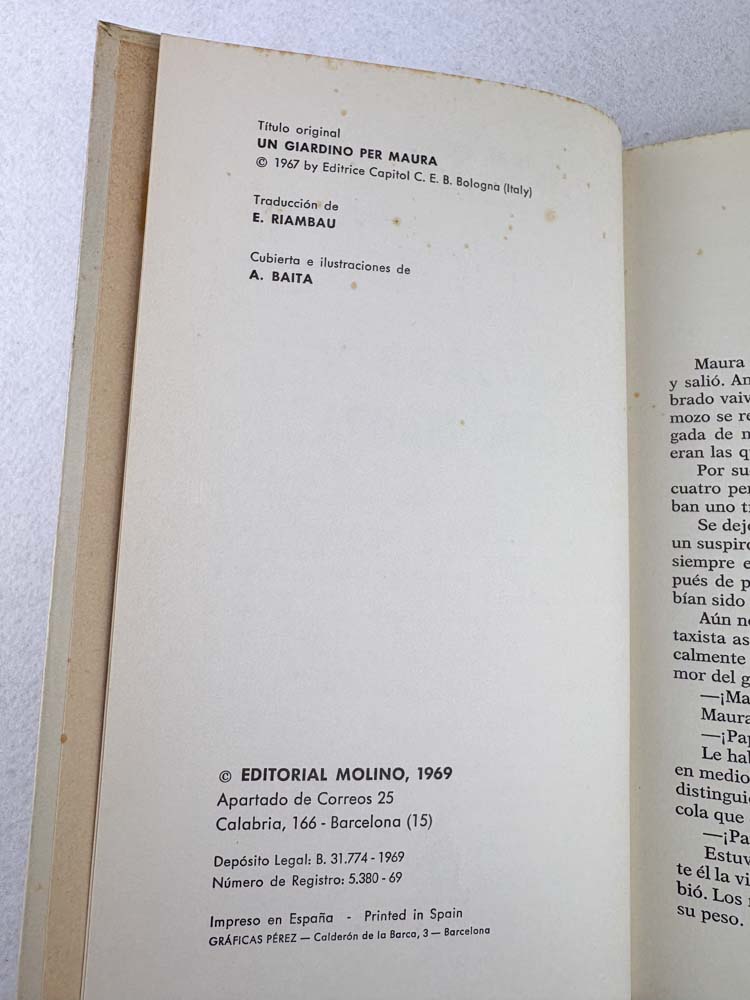 Título original
UN GIARDINO PER MAURA
© 1967 by Editrice Capitol C. E. B. Bologna (Italy)
Traducción de
E. RIAMBAU
Cubierta e ilustraciones de
A. BAITA
© EDITORIAL MOLINO, 1969
Apartado de Correos 25
Calabria, 166 - Barcelona (15)
Depósito Legal: B. 31.774 - 1969
Número de Registro: 5.380 - 69
Impreso en España - Printed in Spain
GRÁFICAS PÉREZ — Calderón de la Barca, 3 — Barcelona
Maura
y salió. An
brado vaiv
mozo se re
gada de
eran las q
Por su
cuatro per
ban uno
Se dej
un suspiro
siempre e
pués de p
bían sido
Aún
taxista as
calmente
mor del g
—¡Ma
Maura
—¡Pap
Le hab
en medio
distingui
cola que
—¡Pa
Estuv
te él la vi
bió. Los
su peso.